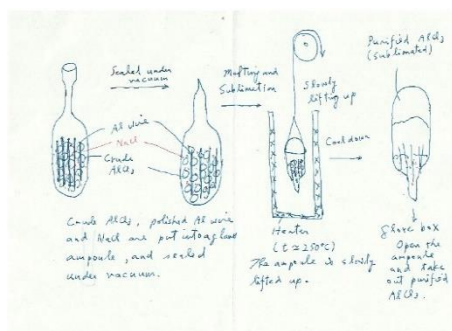 Sealed under
vacuum
Al wire
NaCl
Crude
AlCl₃
Crude AlCl₃, polished Al wire
and NaCl are put into a glass
ampoule, and sealed
under vacuum.
Melting and
Sublimation
Slowly
lifting up
Heater
(t ≈ 250°C)
The ampoule is slowly
lifted up.
Cool down
Purified AlCl₃
(sublimated)
Glove box
Open the
ampoule
and take
out purified
AlCl₃.